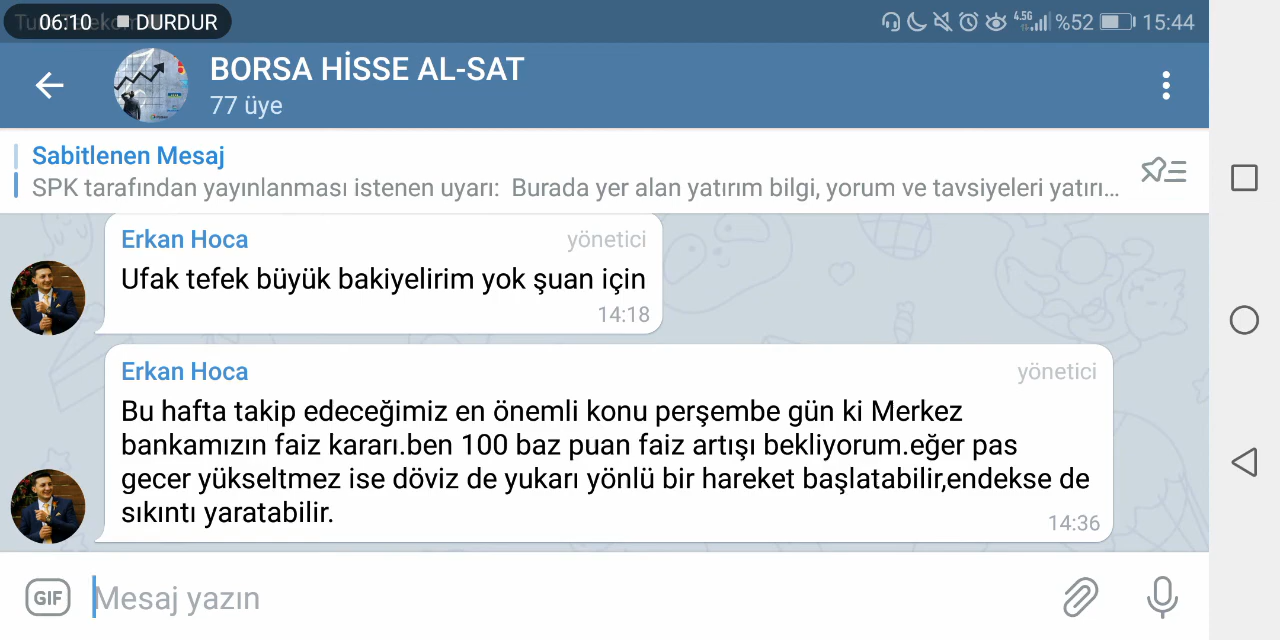 06:10 DURDUR
4.5G %52 15:44
BORSA HİSSE AL-SAT
77 üye
Sabitlenen Mesaj
SPK tarafından yayınlanması istenen uyarı: Burada yer alan yatırım bilgi, yorum ve tavsiyeleri yatırı...
Erkan Hoca yönetici
Ufak tefek büyük bakiyelirim yok şuan için
14:18
Erkan Hoca yönetici
Bu hafta takip edeceğimiz en önemli konu perşembe gün ki Merkez
bankamızın faiz kararı.ben 100 baz puan faiz artışı bekliyorum.eğer pas
gecer yükseltmez ise döviz de yukarı yönlü bir hareket başlatabilir,endekse de
sıkıntı yaratabilir.
14:36
GIF Mesaj yazın